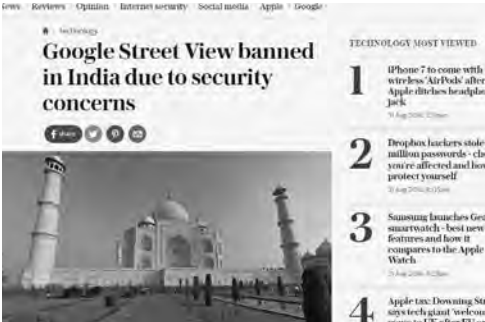 News Reviews Opinion Internet security Social media Apple Google
Technology
Google Street View banned
in India due to security
concerns
share
TECHNOLOGY MOST VIEWED
1
iPhone 7 to come with
wireless 'AirPods' after
Apple ditches headpho
jack
2
Dropbox hackers stole
million passwords - che
you're affected and how
protect yourself
3
Samsung launches Gea
smartwatch - best new
features and how it
compares to the Apple
Watch
4
Apple tax: Downing Str
says tech giant 'welcom